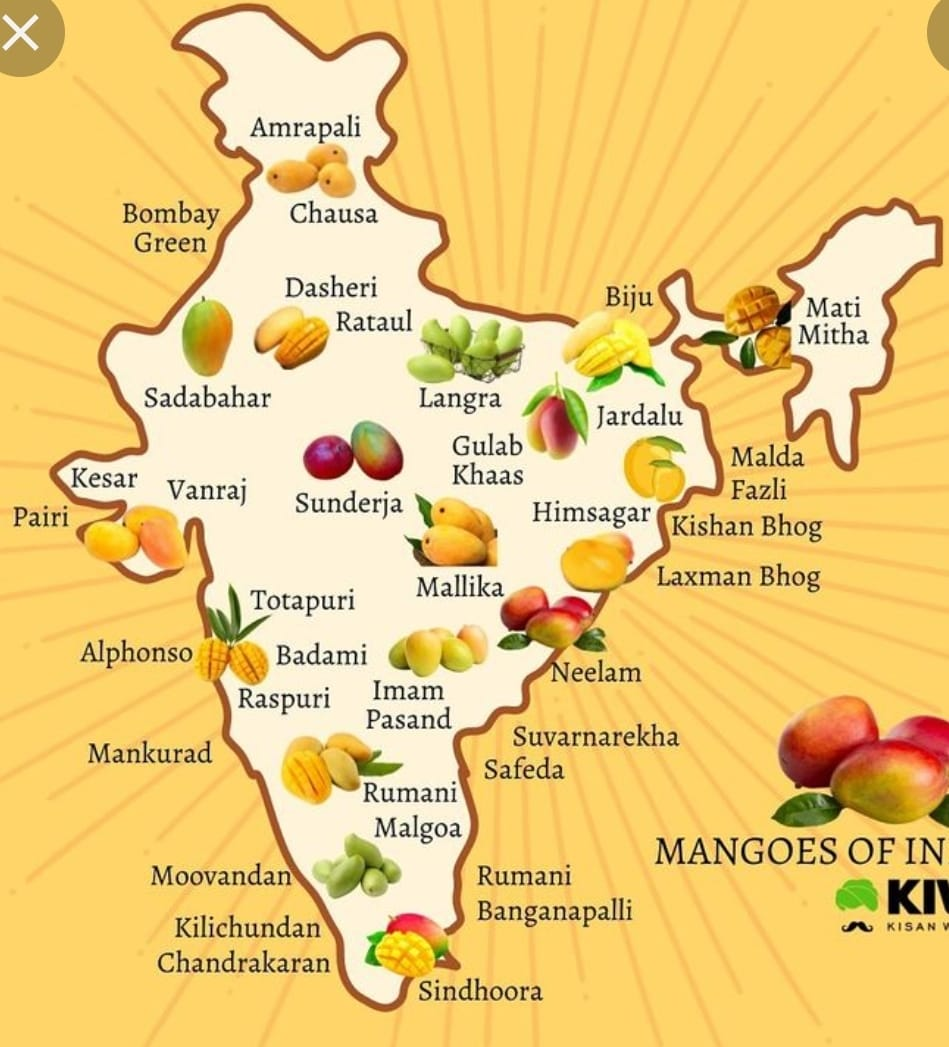 Amrapali
Chausa
Bombay
Green
Dasheri
Rataul
Biju
Mati
Mitha
Sadabahar
Langra
Jardalu
Gulab
Khaas
Kesar
Vanraj
Sunderja
Malda
Fazli
Pairi
Himsagar
Kishan Bhog
Mallika
Laxman Bhog
Totapuri
Alphonso
Badami
Neelam
Raspuri
Imam
Pasand
Mankurad
Suvarnarekha
Safeda
Rumani
Malgoa
MANGOES OF IN
Moovandan
Rumani
Banganapalli
KIV
KISAN W
Kilichundan
Chandrakaran
Sindhoora